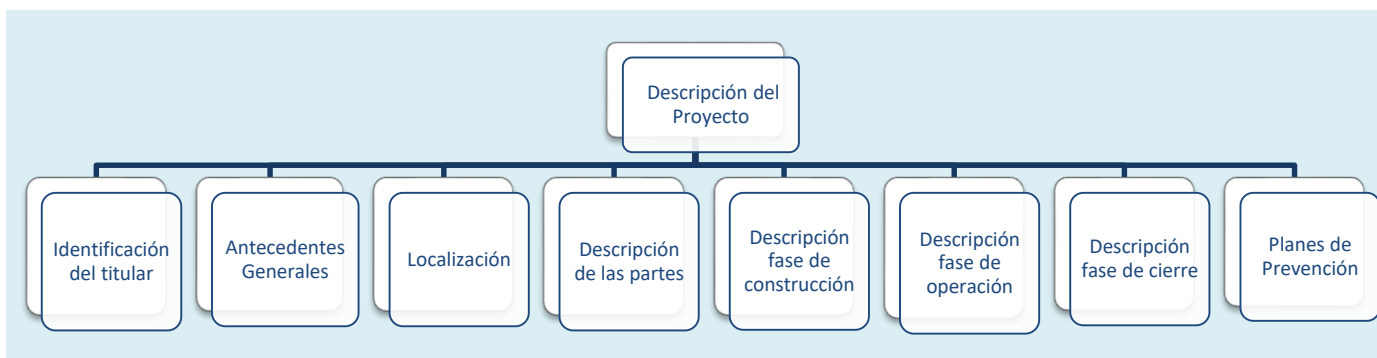 Descripción del
Proyecto
Identificación
del titular
Antecedentes
Generales
Localización
Descripción
de las partes
Descripción
fase de
construcción
Descripción
fase de
operación
Descripción
fase de cierre
Planes de
Prevención